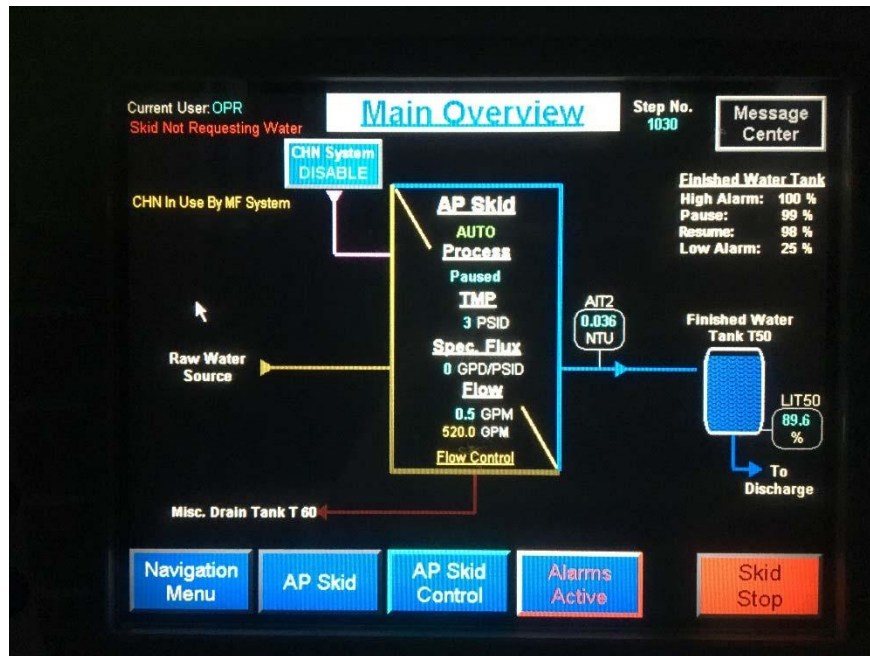 Current User: OPR
Main Overview
Step No.
1030
Message
Center
Skid Not Requesting Water
CHN System
DISABLE
CHN In Use By MF System
Finished Water Tank
High Alarm: 100 %
Pause: 99 %
Resume: 98 %
Low Alarm: 25 %
AP Skid
AUTO
Process
Paused
TMP
3 PSID
Spec. Flux
0 GPD/PSID
Flow
0.5 GPM
520.0 GPM
Flow Control
Raw Water
Source
AIT2
0.036
NTU
Finished Water
Tank T50
LIT50
89.6
%
To
Discharge
Misc. Drain Tank T 60
Navigation
Menu
AP Skid
AP Skid
Control
Alarms
Active
Skid
Stop